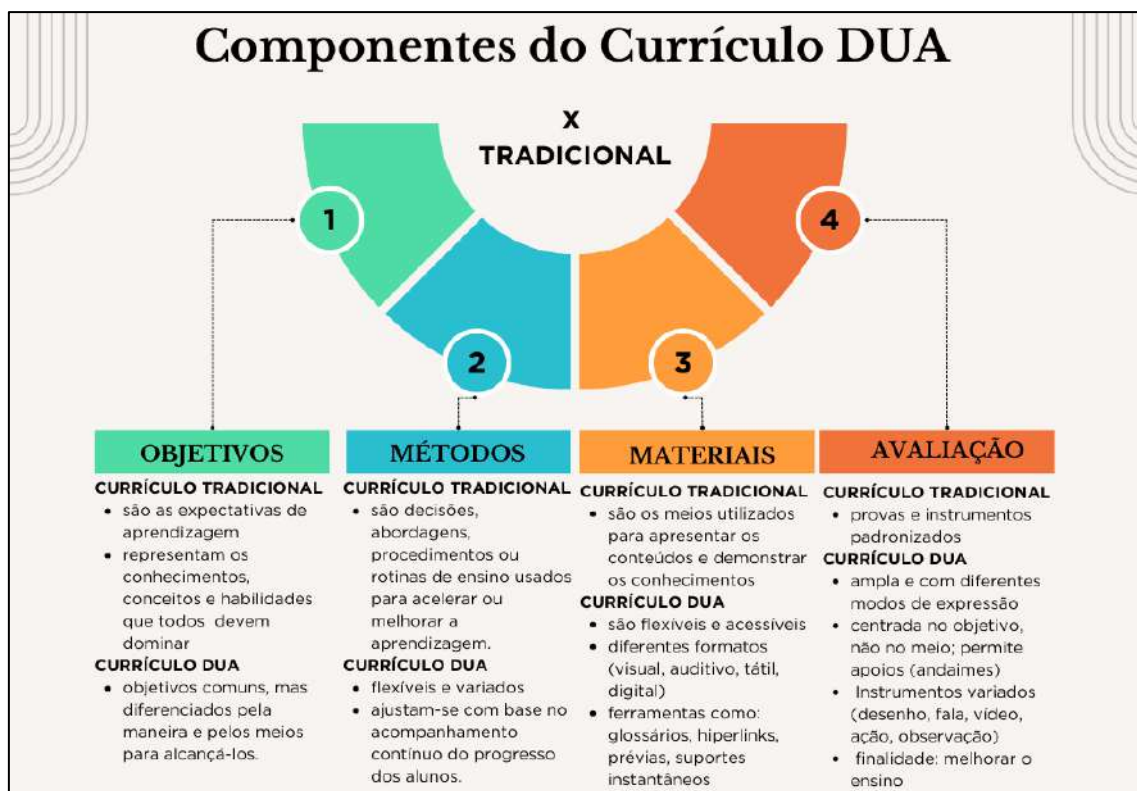 Componentes do Currículo DUA
X
TRADICIONAL
1
2
3
4
OBJETIVOS
CURRÍCULO TRADICIONAL
• são as expectativas de
aprendizagem
• representam os
conhecimentos,
conceitos e habilidades
que todos devem
dominar
CURRÍCULO DUA
• objetivos comuns, mas
diferenciados pela
maneira e pelos meios
para alcançá-los.
MÉTODOS
CURRÍCULO TRADICIONAL
• são decisões,
abordagens,
procedimentos ou
rotinas de ensino usados
para acelerar ou
melhorar a
aprendizagem.
CURRÍCULO DUA
• flexíveis e variados
• ajustam-se com base no
acompanhamento
contínuo do progresso
dos alunos.
MATERIAIS
CURRÍCULO TRADICIONAL
• são os meios utilizados
para apresentar os
conteúdos e demonstrar
os conhecimentos
CURRÍCULO DUA
• são flexíveis e acessíveis
• diferentes formatos
(visual, auditivo, tátil,
digital)
• ferramentas como:
glossários, hiperlinks,
prévias, suportes
instantâneos
AVALIAÇÃO
CURRÍCULO TRADICIONAL
• provas e instrumentos
padronizados
CURRÍCULO DUA
• ampla e com diferentes
modos de expressão
• centrada no objetivo,
não no meio; permite
apoios (andaimes)
• Instrumentos variados
(desenho, fala, vídeo,
ação, observação)
• finalidade: melhorar o
ensino